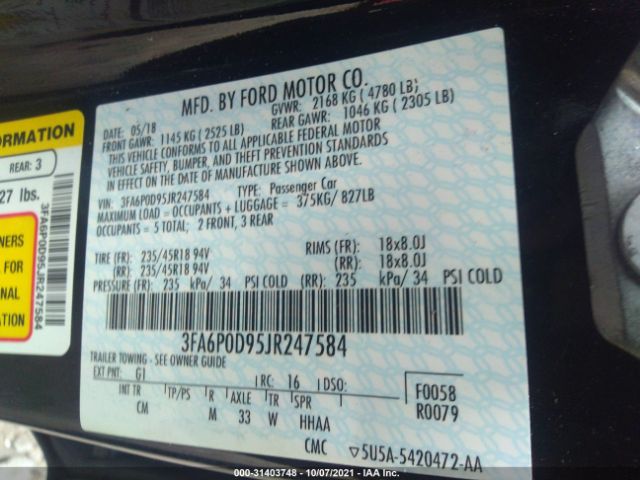 MFD. BY FORD MOTOR CO.
DATE: 05/18
GVWR: 2168 KG ( 4780 LB)
FRONT GAWR: 1145 KG ( 2525 LB)
REAR GAWR: 1046 KG ( 2305 LB)
THIS VEHICLE CONFORMS TO ALL APPLICABLE FEDERAL MOTOR
VEHICLE SAFETY, BUMPER, AND THEFT PREVENTION STANDARDS
IN EFFECT ON THE DATE OF MANUFACTURE SHOWN ABOVE.
VIN: 3FA6P0D95JR247584 TYPE: Passenger Car
MAXIMUM LOAD = OCCUPANTS + LUGGAGE = 375KG/ 827LB
OCCUPANTS = 5 TOTAL; 2 FRONT, 3 REAR
TIRE (FR): 235/45R18 94V RIMS (FR): 18x8.0J
(RR): 235/45R18 94V (RR): 18x8.0J
PRESSURE (FR): 235 kPa/ 34 PSI COLD (RR): 235 kPa/ 34 PSI COLD
3FA6P0D95JR247584
TRAILER TOWING - SEE OWNER GUIDE
EXT PNT: G1 RC: 16 DSO:
INT TR TP/PS R AXLE TR SPR
CM M 33 W HHAA
F0058
R0079
CMC 5U5A-5420472-AA
FORMATION
REAR: 3
27 lbs.
3FA6P0D95JR247584
NERS
FOR
NAL
ATION
000-31403748 - 10/07/2021 - IAA